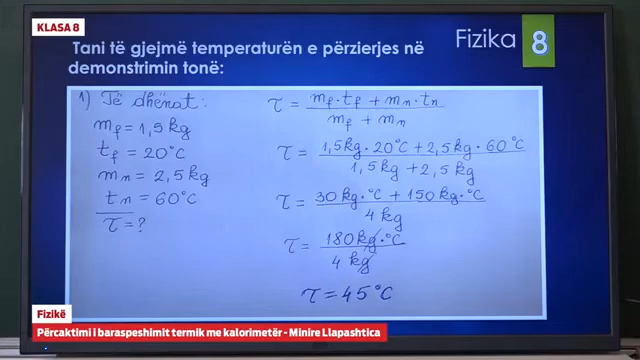 KLASA 8
Tani të gjejmë temperaturën e përzierjes në
demonstrimin tonë:
Fizika 8
1) Të dhënat:
m_f = 1,5 kg
t_f = 20°C
m_n = 2,5 kg
t_n = 60°C
τ = ?
τ = (m_f · t_f + m_n · t_n) / (m_f + m_n)
τ = (1,5 kg · 20°C + 2,5 kg · 60°C) / (1,5 kg + 2,5 kg)
τ = (30 kg · °C + 150 kg · °C) / (4 kg)
τ = (180 kg · °C) / (4 kg)
τ = 45°C
Fizikë
Përcaktimi i baraspeshimit termik me kalorimetër - Minire Llapashtica